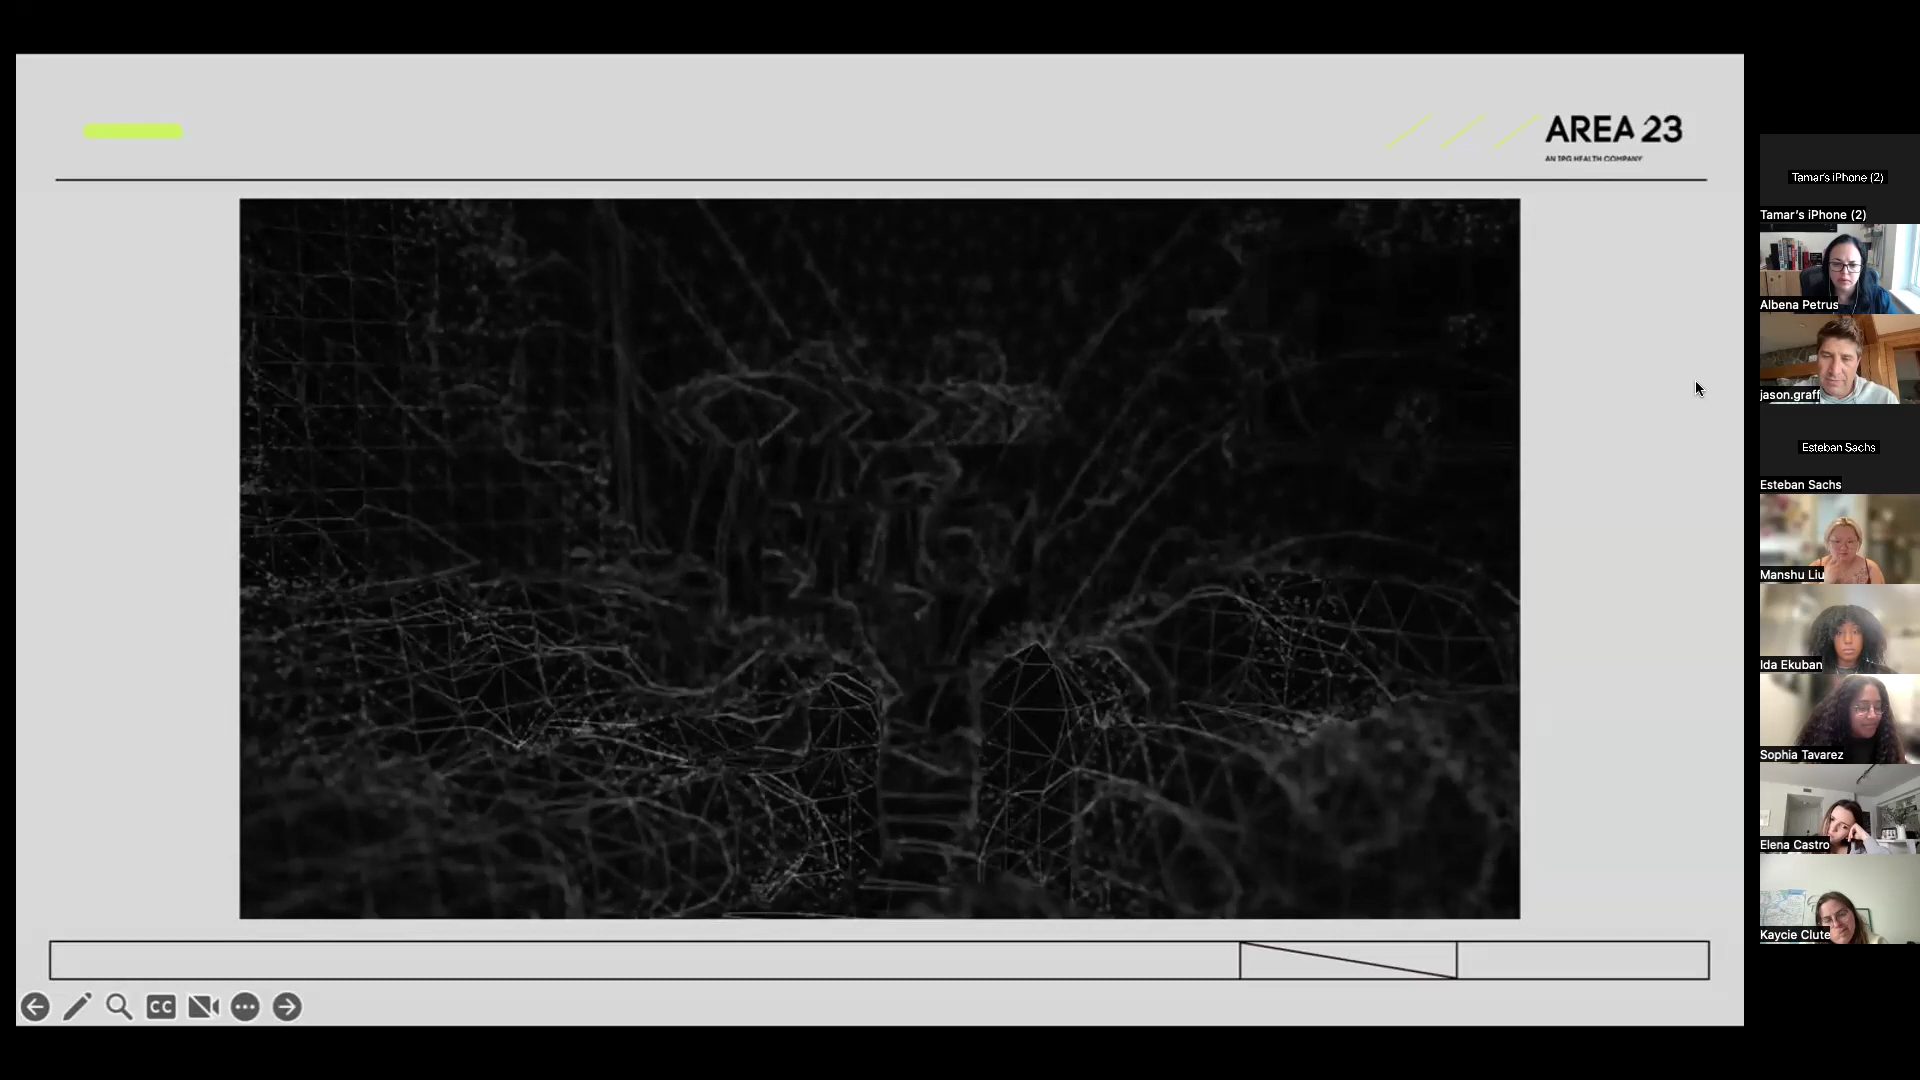 AREA 23
AN IPG HEALTH COMPANY
Tamar's iPhone (2)
Tamar's iPhone (2)
Albena Petrus
jason.graff
Esteban Sachs
Esteban Sachs
Manshu Liu
Ida Ekuban
Sophia Tavarez
Elena Castro
Kaycie Clute
CC